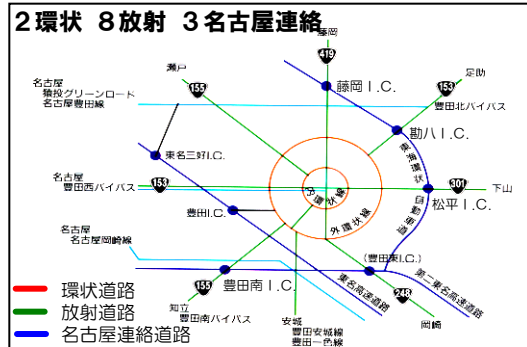 2環状 8放射 3名古屋連絡
藤岡
419
瀬戸
155
足助
153
名古屋
猿投グリーンロード
名古屋豊田線
藤岡I.C.
豊田北バイパス
勘八I.C.
東名三好I.C.
東海環状自動車道
名古屋
153
豊田西バイパス
内環状線
301
下山
松平I.C.
豊田I.C.
外環状線
名古屋
名古屋岡崎線
(豊田東I.C.)
155
豊田南I.C.
東名高速道路
248
第二東名高速道路
知立
豊田南バイパス
安城
豊田安城線
豊田一色線
岡崎
環状道路
放射道路
名古屋連絡道路